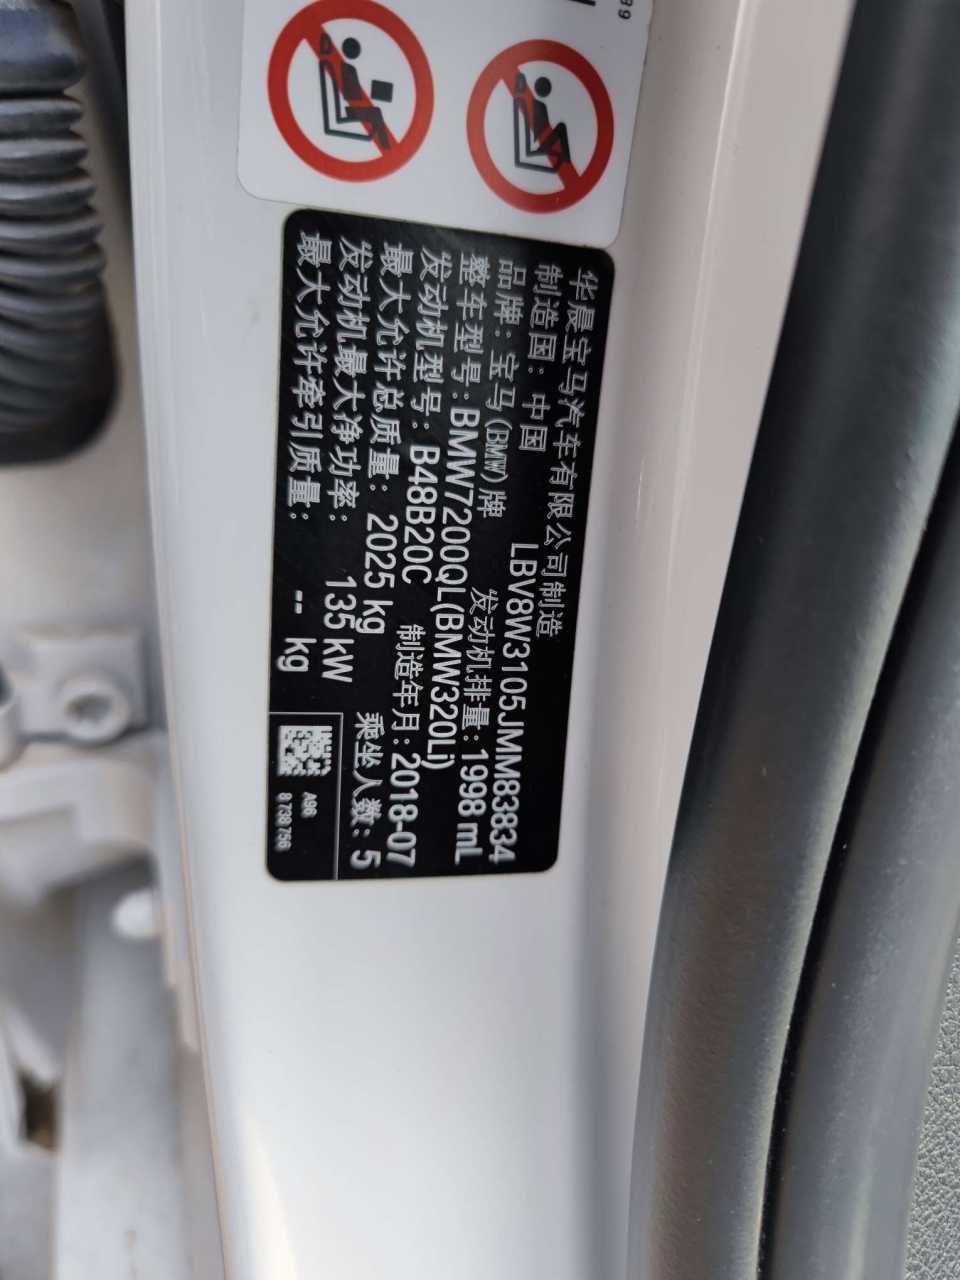 华晨宝马汽车有限公司制造
制造国：中国 LBV8W3105JMM83834
品牌：宝马(BMW)牌 发动机排量：1998 mL
整车型号：BMW7200QL(BMW320Li)
发动机型号：B48B20C 制造年月：2018-07
最大允许总质量：2025 kg 乘坐人数：5
发动机最大净功率：135 kW
最大允许牵引质量：-- kg
A96
8 738 756